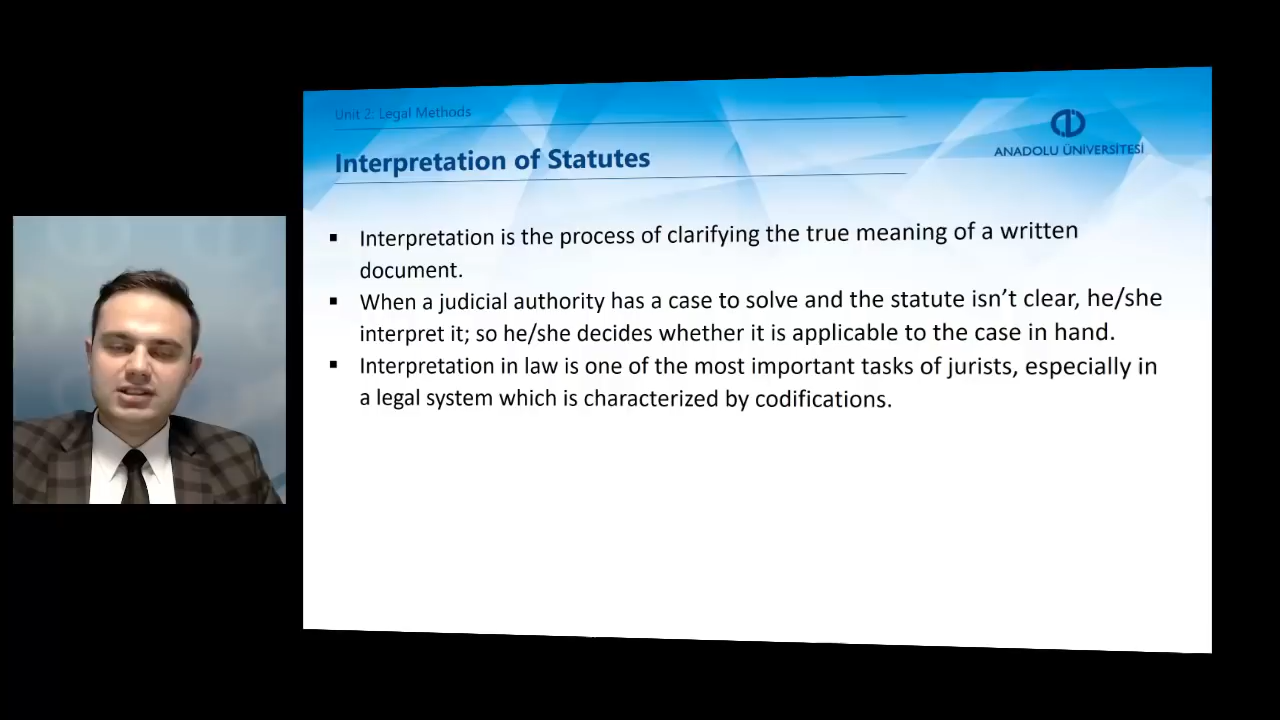 Unit 2: Legal Methods
ANADOLU ÜNİVERSİTESİ
Interpretation of Statutes
▪ Interpretation is the process of clarifying the true meaning of a written
document.
▪ When a judicial authority has a case to solve and the statute isn’t clear, he/she
interpret it; so he/she decides whether it is applicable to the case in hand.
▪ Interpretation in law is one of the most important tasks of jurists, especially in
a legal system which is characterized by codifications.